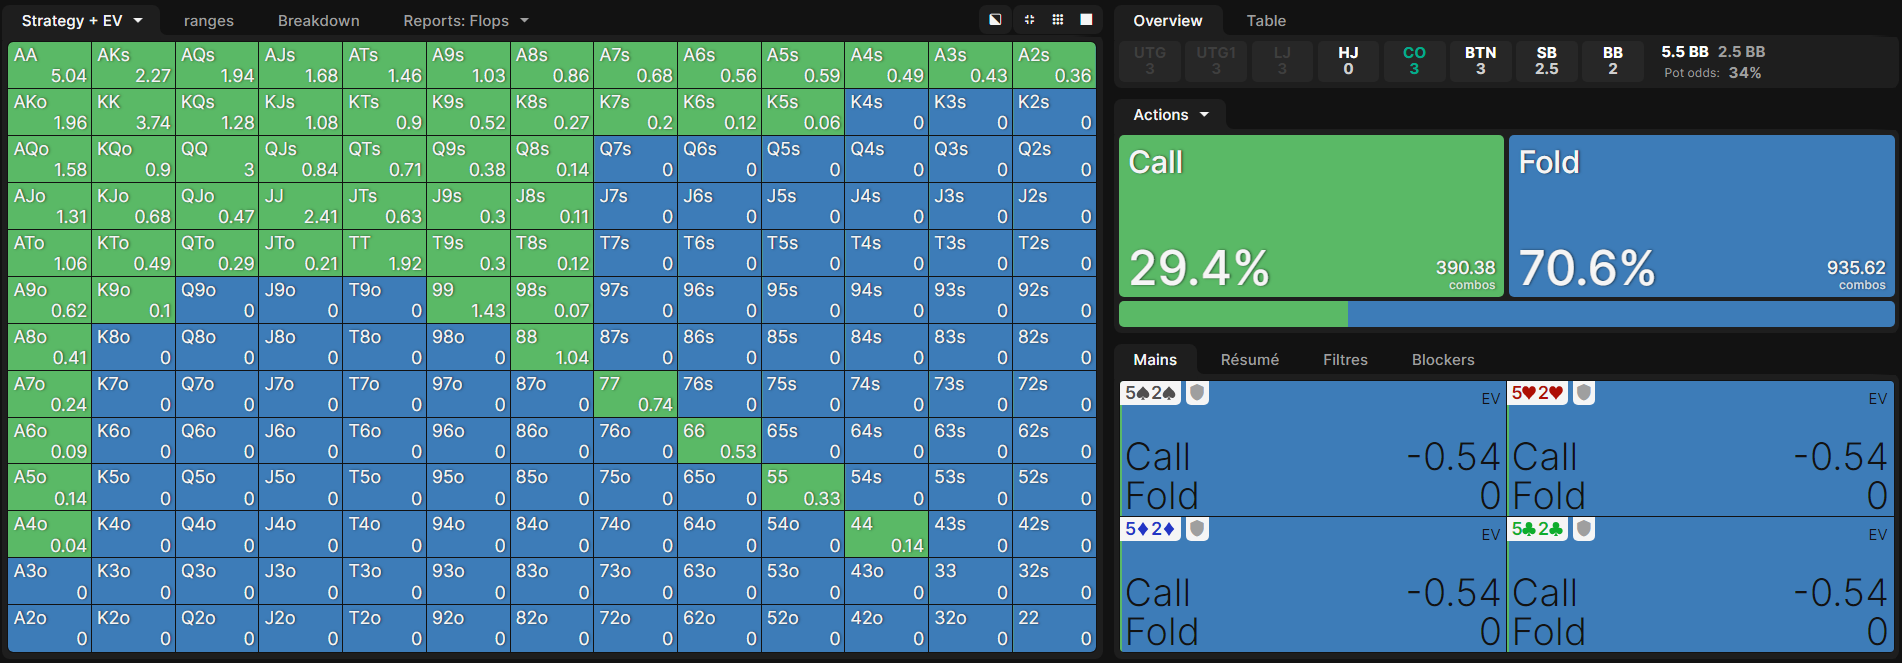 Strategy + EV ranges Breakdown Reports: Flops
AA AKs AQs AJs ATs A9s A8s A7s A6s A5s A4s A3s A2s
5.04 2.27 1.94 1.68 1.46 1.03 0.86 0.68 0.56 0.59 0.49 0.43 0.36
AKo KK KQs KJs KTs K9s K8s K7s K6s K5s K4s K3s K2s
1.96 3.74 1.28 1.08 0.9 0.52 0.27 0.2 0.12 0.06 0 0 0
AQo KQo QQ QJs QTs Q9s Q8s Q7s Q6s Q5s Q4s Q3s Q2s
1.58 0.9 3 0.84 0.71 0.38 0.14 0 0 0 0 0 0
AJo KJo QJo JJ JTs J9s J8s J7s J6s J5s J4s J3s J2s
1.31 0.68 0.47 2.41 0.63 0.3 0.11 0 0 0 0 0 0
ATo KTo QTo JTo TT T9s T8s T7s T6s T5s T4s T3s T2s
1.06 0.49 0.29 0.21 1.92 0.3 0.12 0 0 0 0 0 0
A9o K9o Q9o J9o T9o 99 98s 97s 96s 95s 94s 93s 92s
0.62 0.1 0 0 0 1.43 0.07 0 0 0 0 0 0
A8o K8o Q8o J8o T8o 98o 88 87s 86s 85s 84s 83s 82s
0.41 0 0 0 0 0 1.04 0 0 0 0 0 0
A7o K7o Q7o J7o T7o 97o 87o 77 76s 75s 74s 73s 72s
0.24 0 0 0 0 0 0 0.74 0 0 0 0 0
A6o K6o Q6o J6o T6o 96o 86o 76o 66 65s 64s 63s 62s
0.09 0 0 0 0 0 0 0 0.53 0 0 0 0
A5o K5o Q5o J5o T5o 95o 85o 75o 65o 55 54s 53s 52s
0.14 0 0 0 0 0 0 0 0 0.33 0 0 0
A4o K4o Q4o J4o T4o 94o 84o 74o 64o 54o 44 43s 42s
0.04 0 0 0 0 0 0 0 0 0 0.14 0 0
A3o K3o Q3o J3o T3o 93o 83o 73o 63o 53o 43o 33 32s
0 0 0 0 0 0 0 0 0 0 0 0 0
A2o K2o Q2o J2o T2o 92o 82o 72o 62o 52o 42o 32o 22
0 0 0 0 0 0 0 0 0 0 0 0 0
Overview Table
UTG UTG1 LJ HJ CO BTN SB BB 5.5 BB 2.5 BB
3 3 3 0 3 3 2.5 2 Pot odds: 34%
Actions
Call Fold
29.4% 390.38 combos 70.6% 935.62 combos
Mains Résumé Filtres Blockers
5♠2♠ EV 5♥2♥ EV
Call -0.54 Call -0.54
Fold 0 Fold 0
5♦2♦ EV 5♣2♣ EV
Call -0.54 Call -0.54
Fold 0 Fold 0